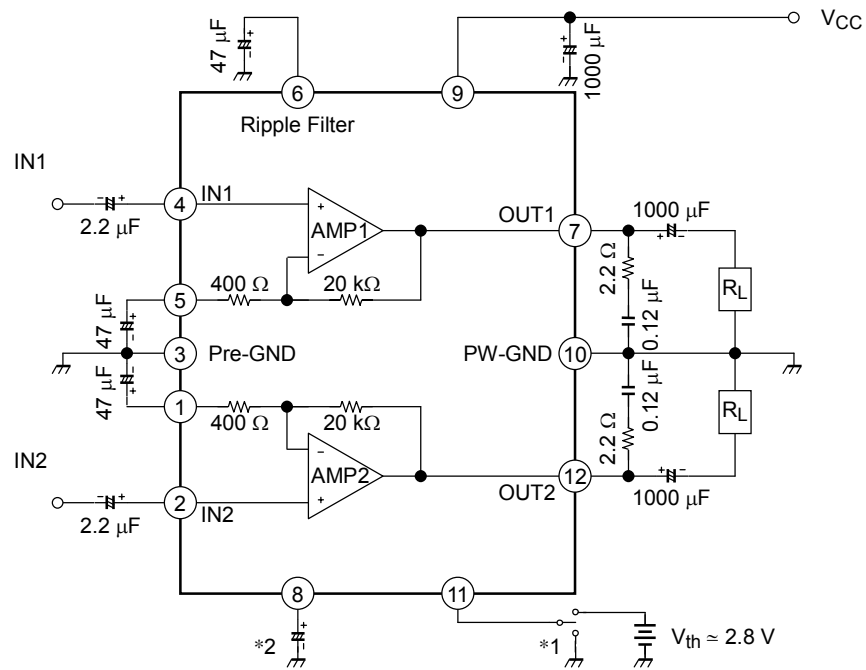 47 μF
1000 μF
VCC
6
9
Ripple Filter
IN1
4
IN1
2.2 μF
AMP1
OUT1
7
1000 μF
2.2 Ω
0.12 μF
RL
5
400 Ω
20 kΩ
47 μF
3
Pre-GND
PW-GND
10
47 μF
1
400 Ω
20 kΩ
0.12 μF
2.2 Ω
RL
IN2
AMP2
2
IN2
2.2 μF
OUT2
12
1000 μF
8
11
*2
*1
Vth ≃ 2.8 V